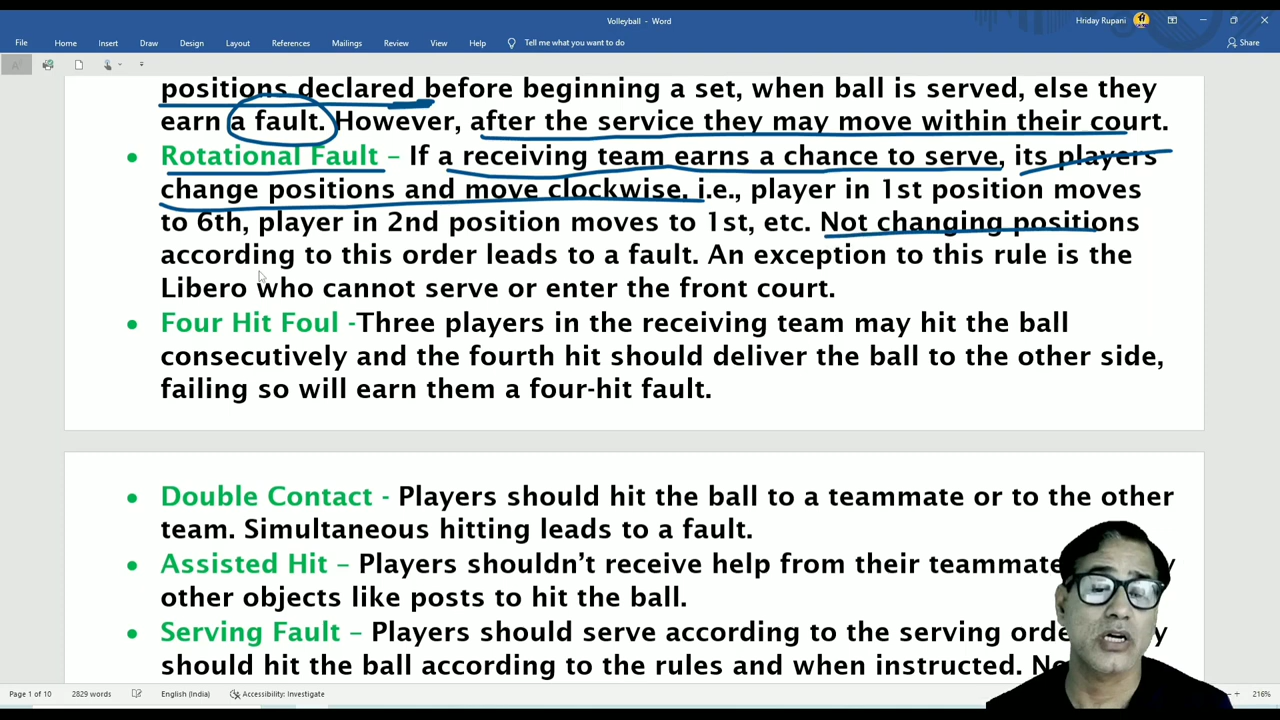 Volleyball - Word
Hriday Rupani
File Home Insert Draw Design Layout References Mailings Review View Help Tell me what you want to do Share
positions declared before beginning a set, when ball is served, else they
earn a fault. However, after the service they may move within their court.
• Rotational Fault – If a receiving team earns a chance to serve, its players
change positions and move clockwise, i.e., player in 1st position moves
to 6th, player in 2nd position moves to 1st, etc. Not changing positions
according to this order leads to a fault. An exception to this rule is the
Libero who cannot serve or enter the front court.
• Four Hit Foul -Three players in the receiving team may hit the ball
consecutively and the fourth hit should deliver the ball to the other side,
failing so will earn them a four-hit fault.
• Double Contact - Players should hit the ball to a teammate or to the other
team. Simultaneous hitting leads to a fault.
• Assisted Hit – Players shouldn't receive help from their teammate
other objects like posts to hit the ball.
• Serving Fault – Players should serve according to the serving
should hit the ball according to the rules and when instructed.
Page 1 of 10 2829 words English (India) Accessibility: Investigate 216%